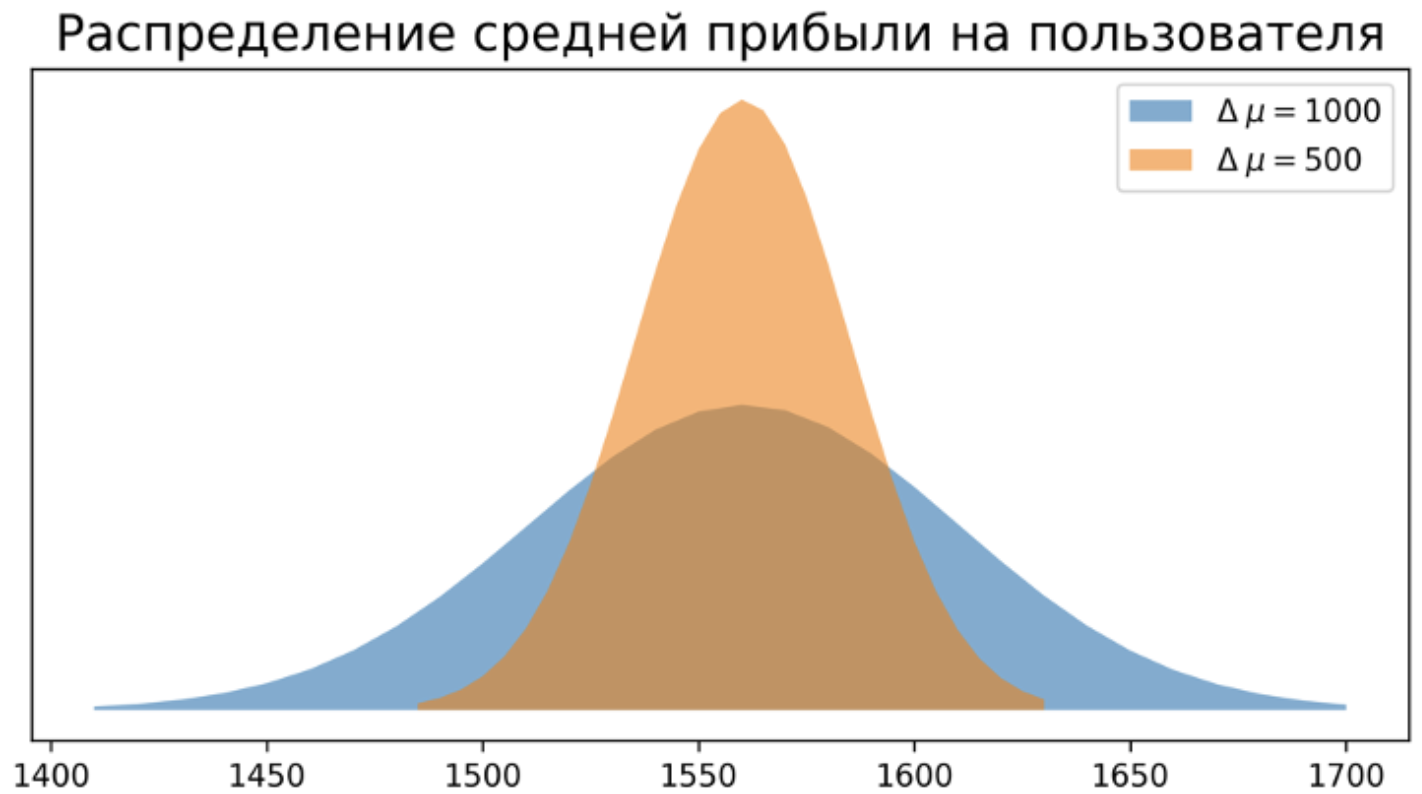 Распределение средней прибыли на пользователя
Δ μ = 1000
Δ μ = 500
1400 1450 1500 1550 1600 1650 1700